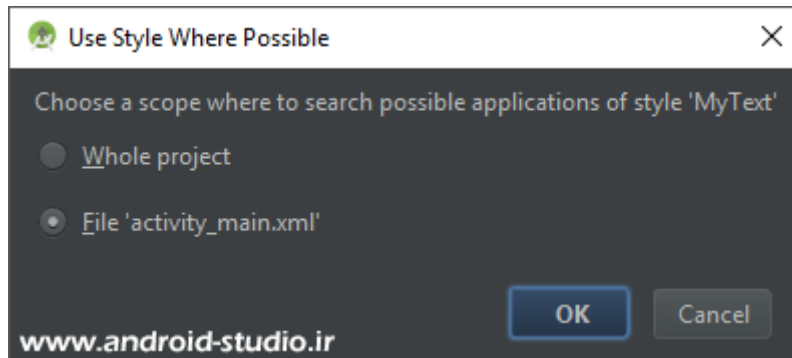 Use Style Where Possible
Choose a scope where to search possible applications of style 'MyText'
Whole project
File 'activity_main.xml'
OK Cancel
www.android-studio.ir